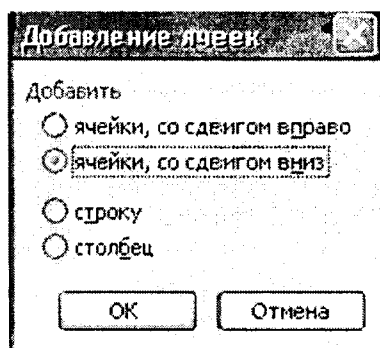 Добавление ячеек
Добавить
ячейки, со сдвигом вправо
ячейки, со сдвигом вниз
строку
столбец
ОК
Отмена